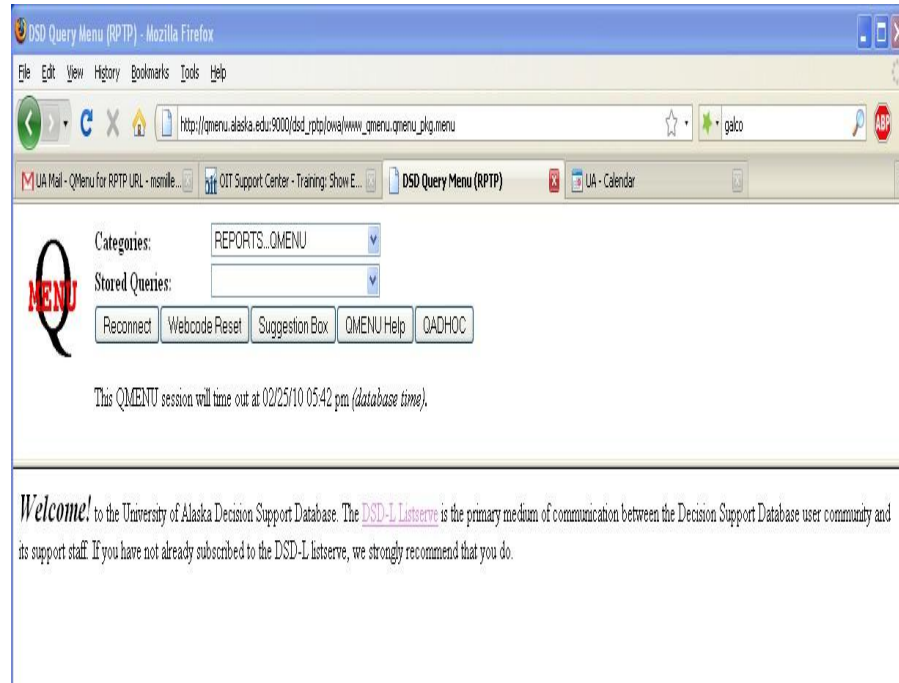 DSD Query Menu (RPTP) - Mozilla Firefox
File Edit View History Bookmarks Tools Help
http://qmenu.alaska.edu:9000/dsd_rptp/owa/www_qmenu.qmenu_pkg.menu galco ABP
UA Mail - QMenu for RPTP URL - msmille... oit OIT Support Center - Training: Show E... DSD Query Menu (RPTP) UA - Calendar
Categories: REPORTS...QMENU
Q MENU
Stored Queries:
Reconnect Webcode Reset Suggestion Box QMENU Help QADHOC
This QMENU session will time out at 02/25/10 05:42 pm (database time).
Welcome! to the University of Alaska Decision Support Database. The DSD-L Listserve is the primary medium of communication between the Decision Support Database user community and
its support staff. If you have not already subscribed to the DSD-L listserve, we strongly recommend that you do.